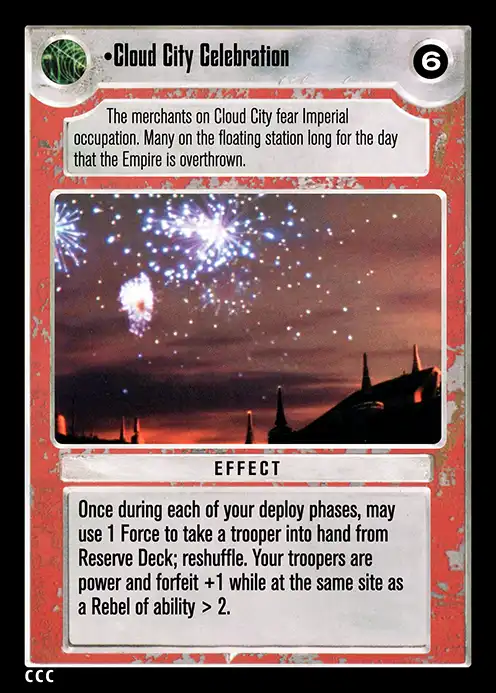 •Cloud City Celebration
6
The merchants on Cloud City fear Imperial
occupation. Many on the floating station long for the day
that the Empire is overthrown.
EFFECT
Once during each of your deploy phases, may
use 1 Force to take a trooper into hand from
Reserve Deck; reshuffle. Your troopers are
power and forfeit +1 while at the same site as
a Rebel of ability > 2.
CCC